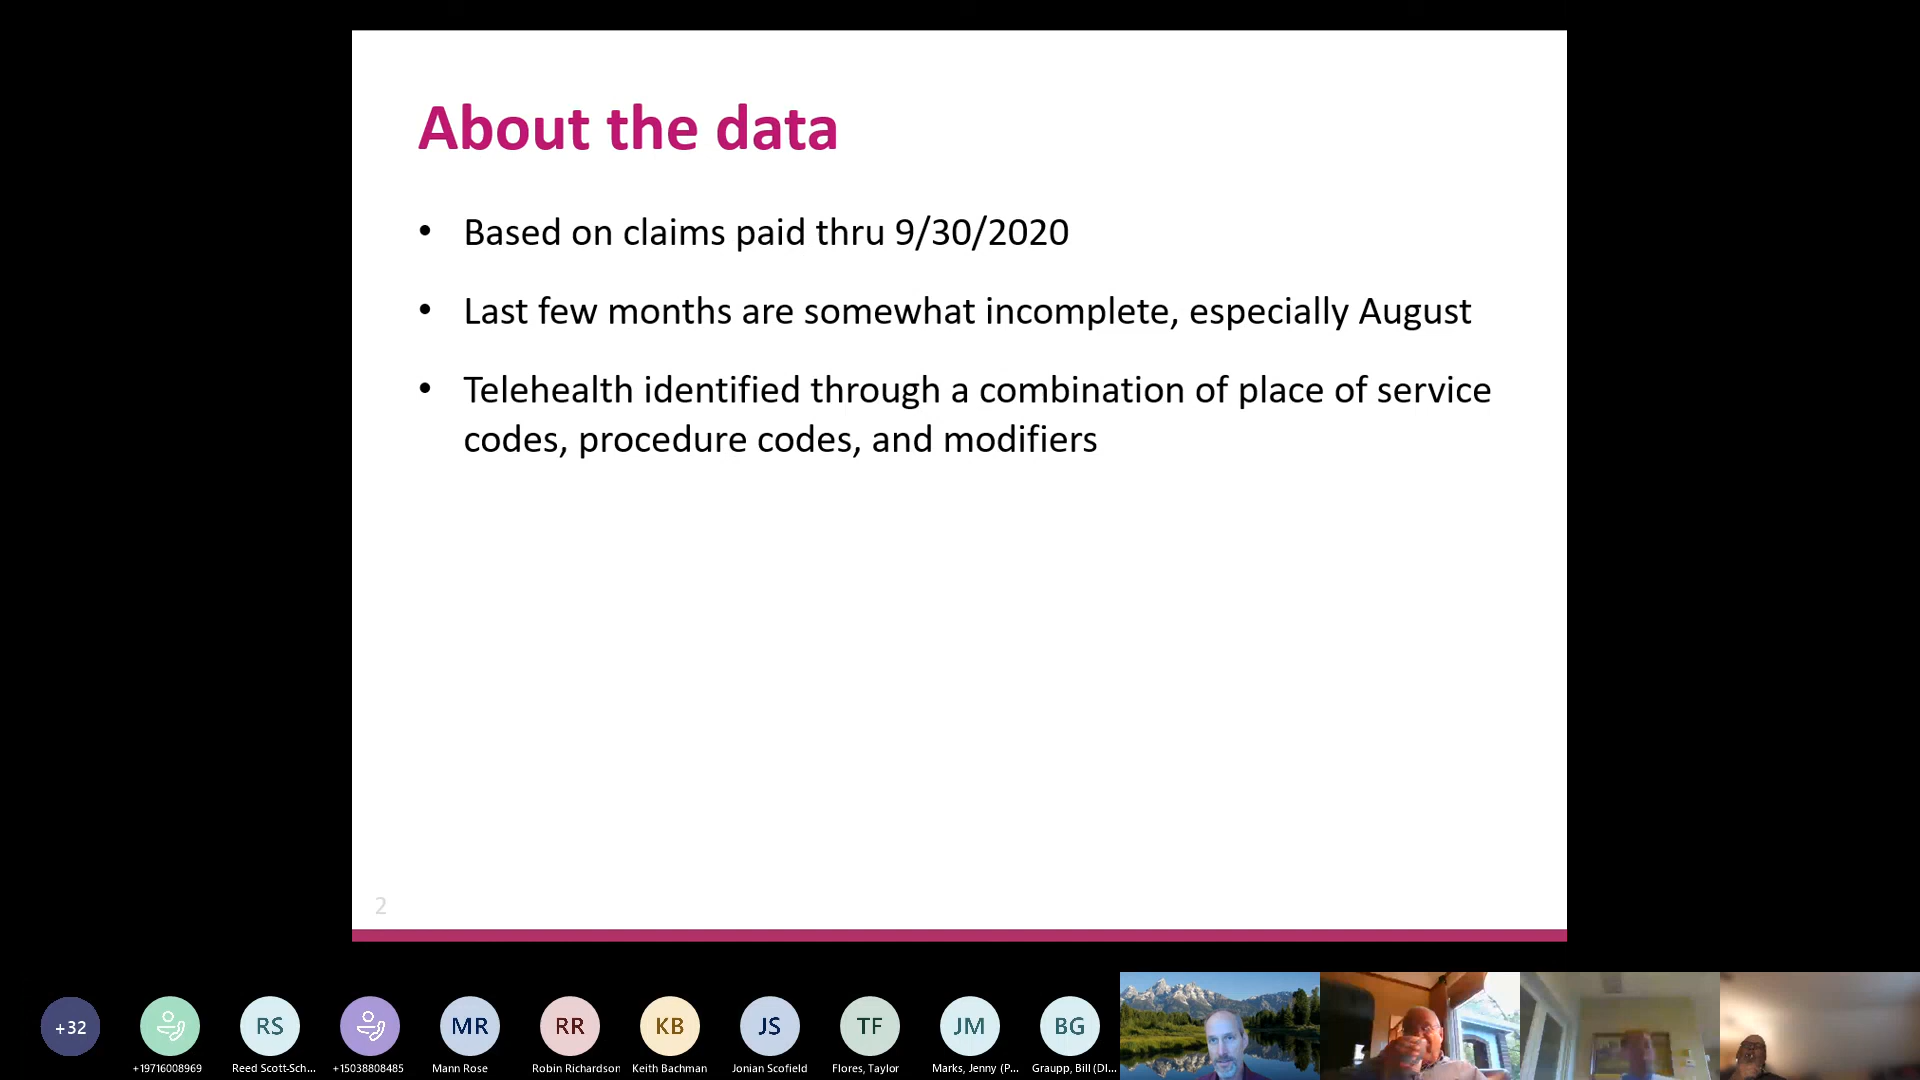 About the data
• Based on claims paid thru 9/30/2020
• Last few months are somewhat incomplete, especially August
• Telehealth identified through a combination of place of service
codes, procedure codes, and modifiers
2
+32
RS
MR
RR
KB
JS
TF
JM
BG
+19716008969
Reed Scott-Sch...
+15038808485
Mann Rose
Robin Richardson
Keith Bachman
Jonian Scofield
Flores, Taylor
Marks, Jenny (P...
Graupp, Bill (DI...